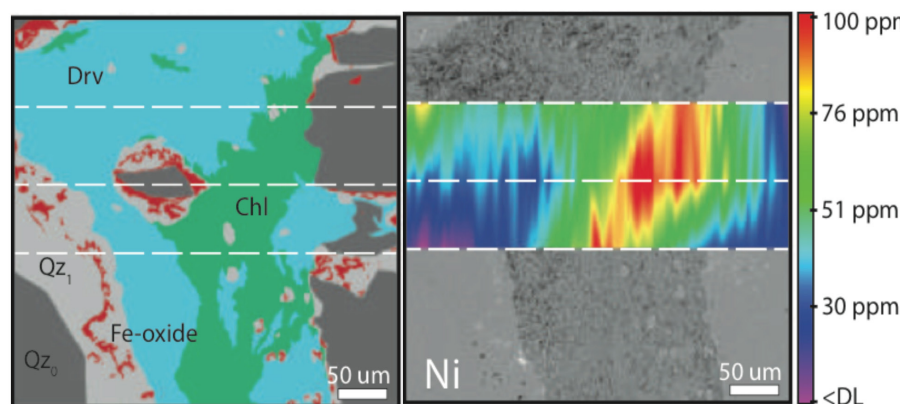 Drv
Chl
Qz1
Fe-oxide
Qz0
50 um
Ni
50 um
100 ppm
76 ppm
51 ppm
30 ppm
<DL